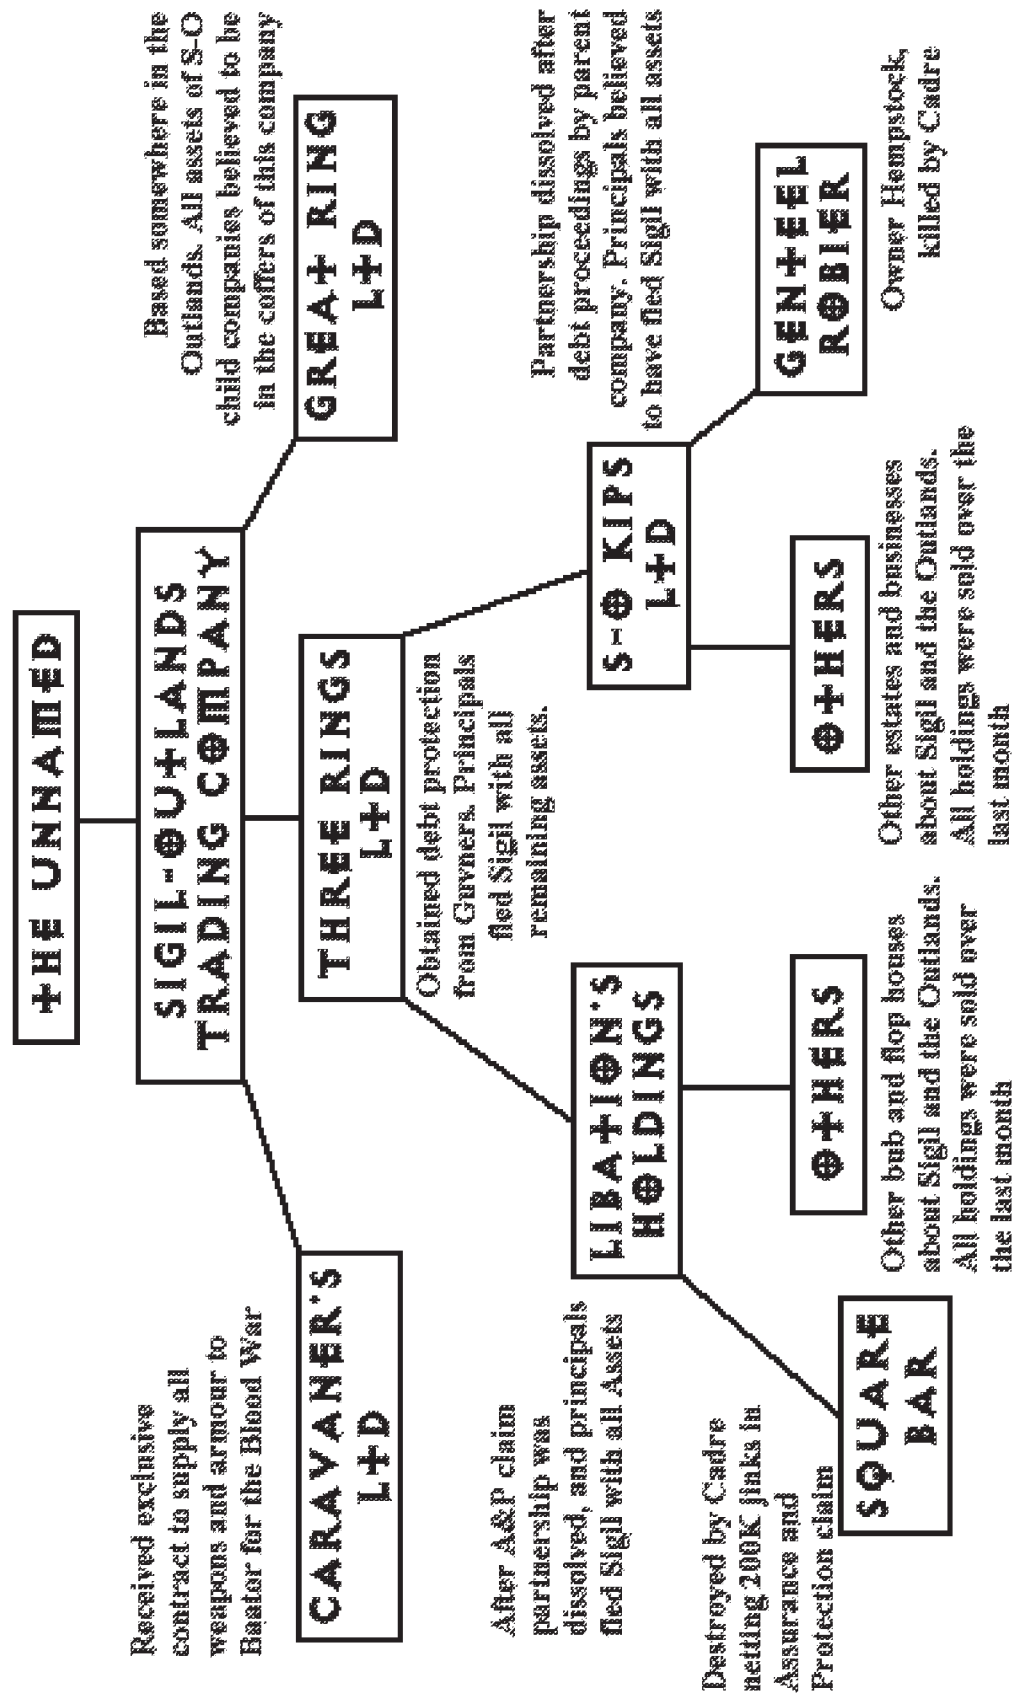 THE UNNAMED
SIGIL-OUTLANDS
TRADING COMPANY
Received exclusive
contract to supply all
weapons and armour to
Baator for the Blood War
CARAVANER'S
LTD
THREE RINGS
LTD
Obtained debt protection
from Guvners. Principals
fled Sigil with all
remaining assets.
Based somewhere in the
Outlands. All assets of S-O
child companies believed to be
in the coffers of this company
GREAT RING
LTD
After A&P claim
partnership was
dissolved, and principals
fled Sigil with all Assets
LIBATION'S
HOLDINGS
S-O KIPS
LTD
Partnership dissolved after
debt proceedings by parent
company. Principals believed
to have fled Sigil with all assets
Destroyed by Cadre
netting 200K jinks in
Assurance and
Protection claim
SQUARE
BAR
OTHERS
Other bub and flop houses
about Sigil and the Outlands.
All holdings were sold over
the last month
OTHERS
Other estates and businesses
about Sigil and the Outlands.
All holdings were sold over the
last month
GENTEEL
ROBIER
Owner Hempstock,
killed by Cadre